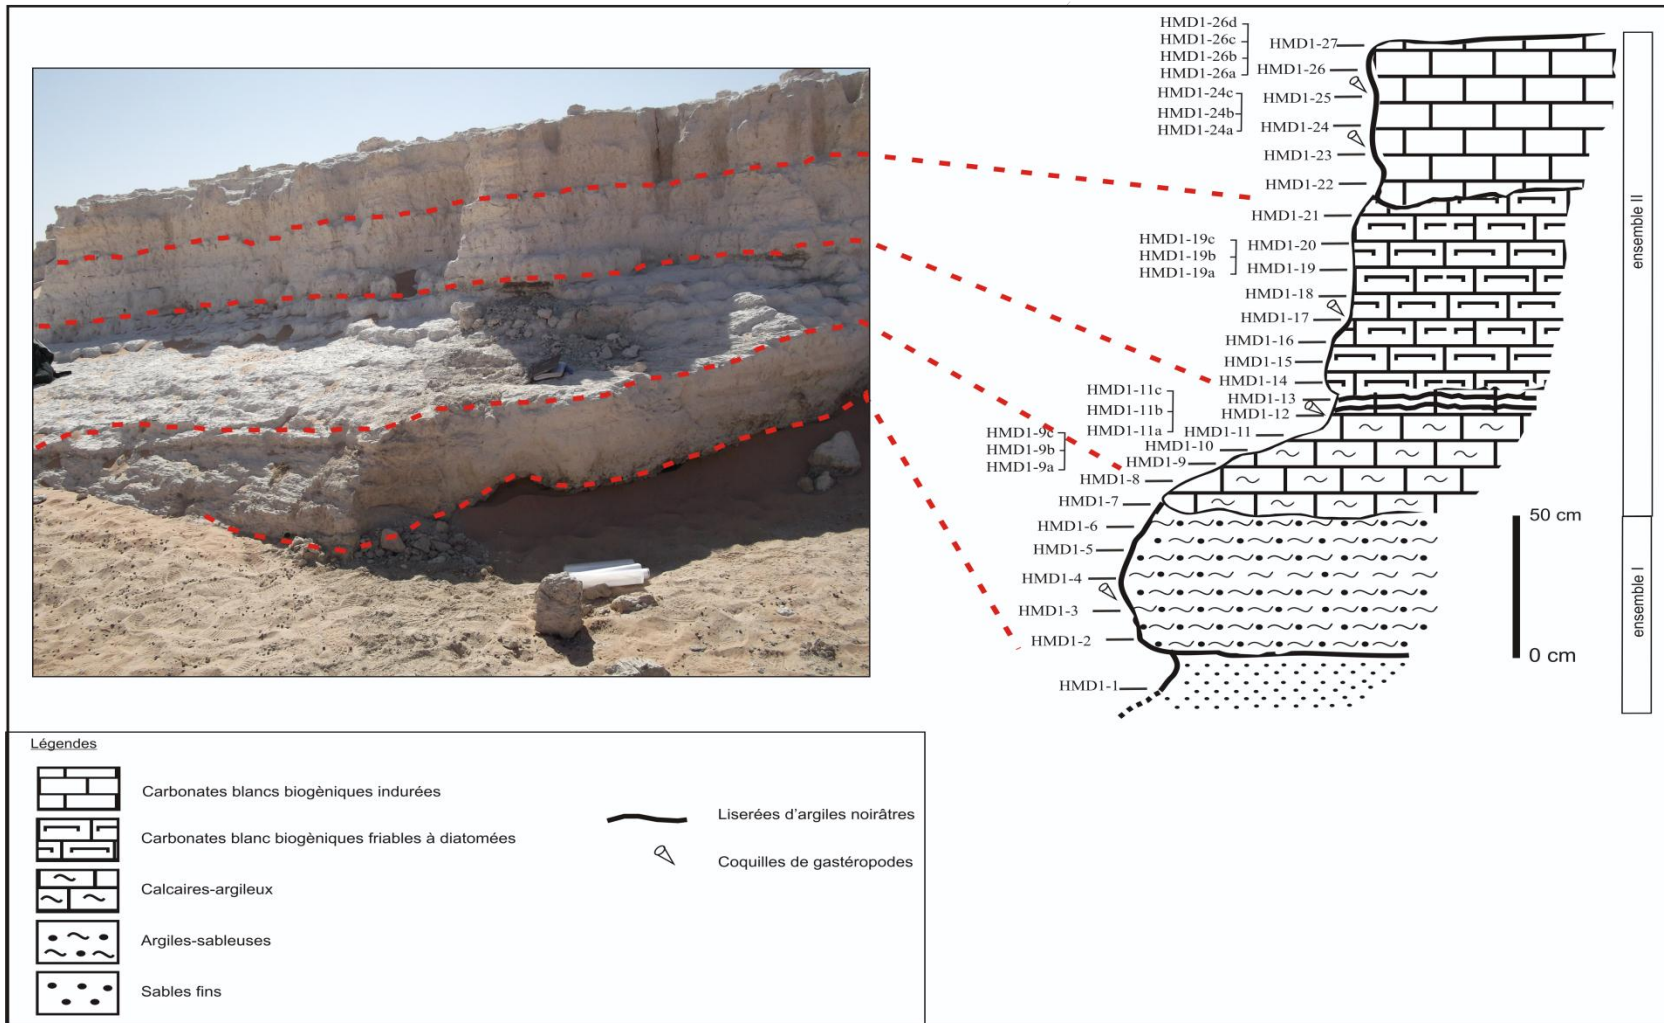 HMD1-26d
HMD1-26c
HMD1-26b
HMD1-26a
HMD1-24c
HMD1-24b
HMD1-24a
HMD1-27
HMD1-26
HMD1-25
HMD1-24
HMD1-23
HMD1-22
HMD1-21
HMD1-19c
HMD1-19b
HMD1-19a
HMD1-20
HMD1-19
HMD1-18
HMD1-17
HMD1-16
HMD1-15
HMD1-14
HMD1-13
HMD1-12
HMD1-11c
HMD1-11b
HMD1-11a
HMD1-11
HMD1-10
HMD1-9c
HMD1-9b
HMD1-9a
HMD1-9
HMD1-8
HMD1-7
HMD1-6
HMD1-5
HMD1-4
HMD1-3
HMD1-2
HMD1-1
ensemble II
ensemble I
50 cm
0 cm
Légendes
Carbonates blancs biogèniques indurées
Carbonates blanc biogèniques friables à diatomées
Calcaires-argileux
Argiles-sableuses
Sables fins
Liserées d'argiles noirâtres
Coquilles de gastéropodes